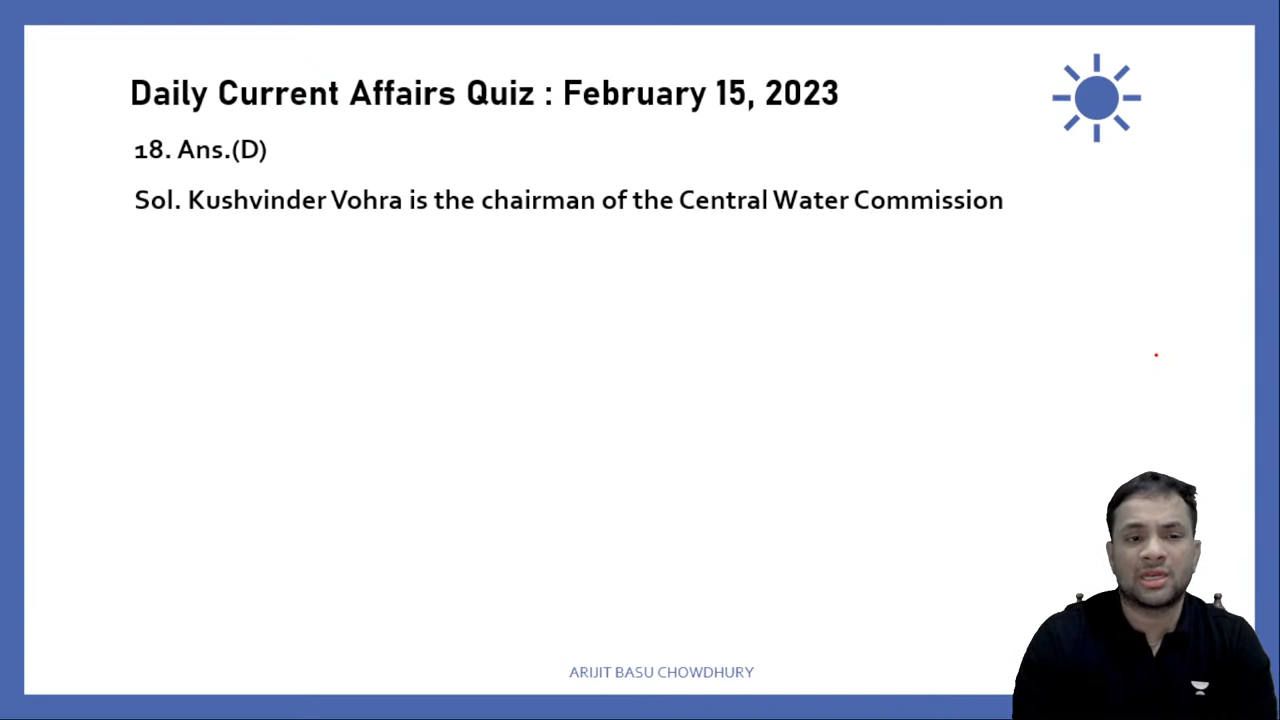 Daily Current Affairs Quiz : February 15, 2023
18. Ans.(D)
Sol. Kushvinder Vohra is the chairman of the Central Water Commission
ARIJIT BASU CHOWDHURY